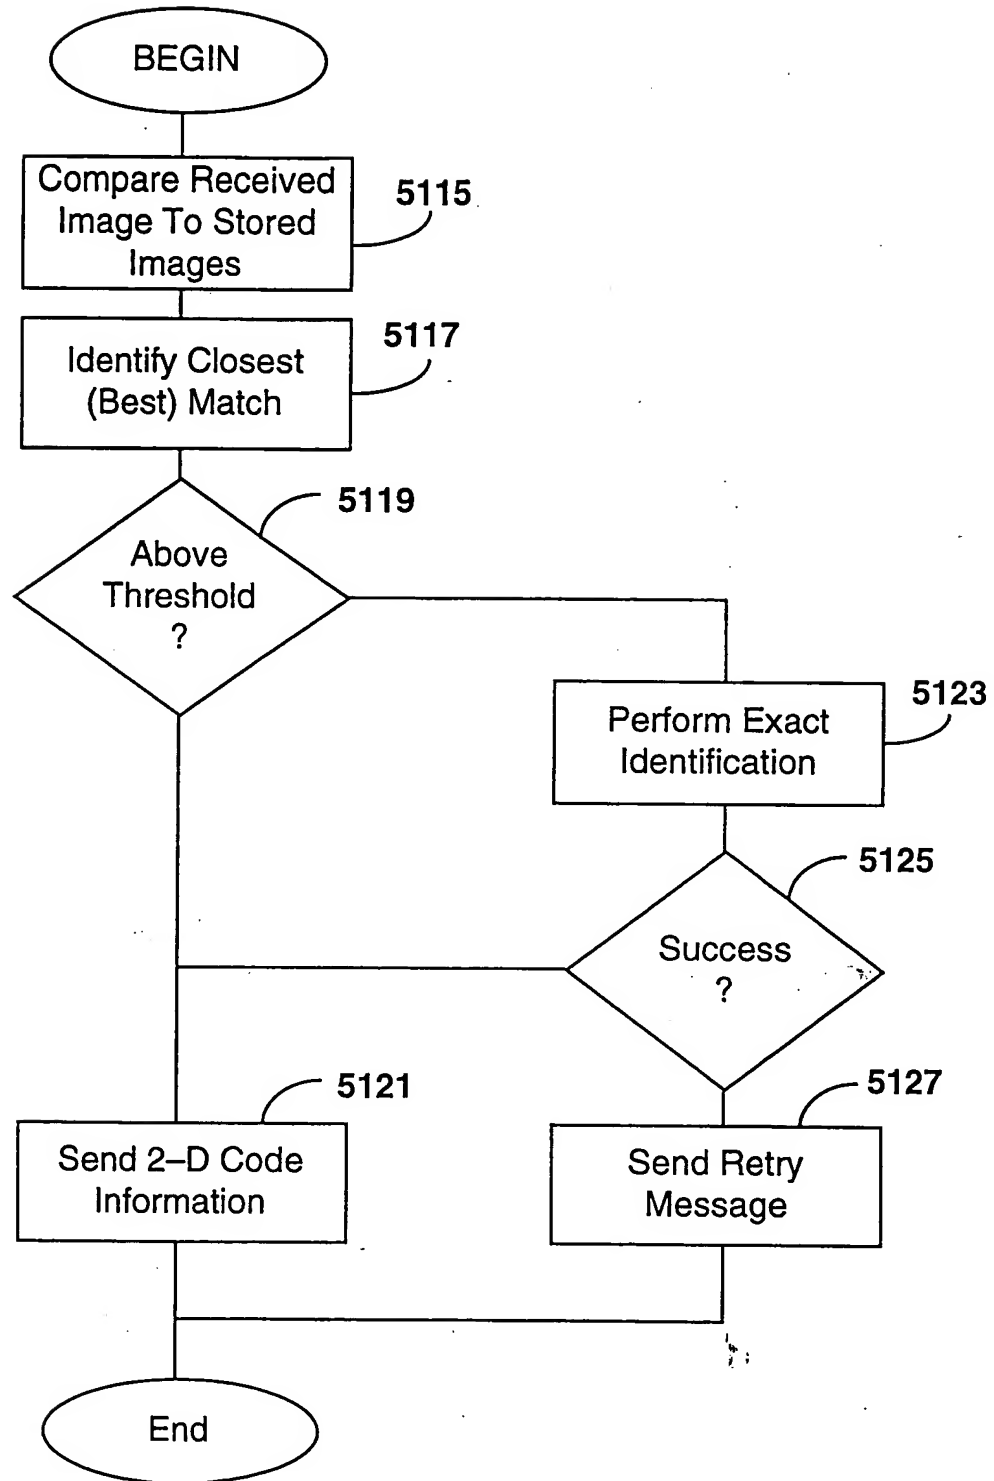 BEGIN
Compare Received
Image To Stored
Images
5115
Identify Closest
(Best) Match
5117
Above
Threshold
?
5119
Perform Exact
Identification
5123
Success
?
5125
Send 2-D Code
Information
5121
Send Retry
Message
5127
End